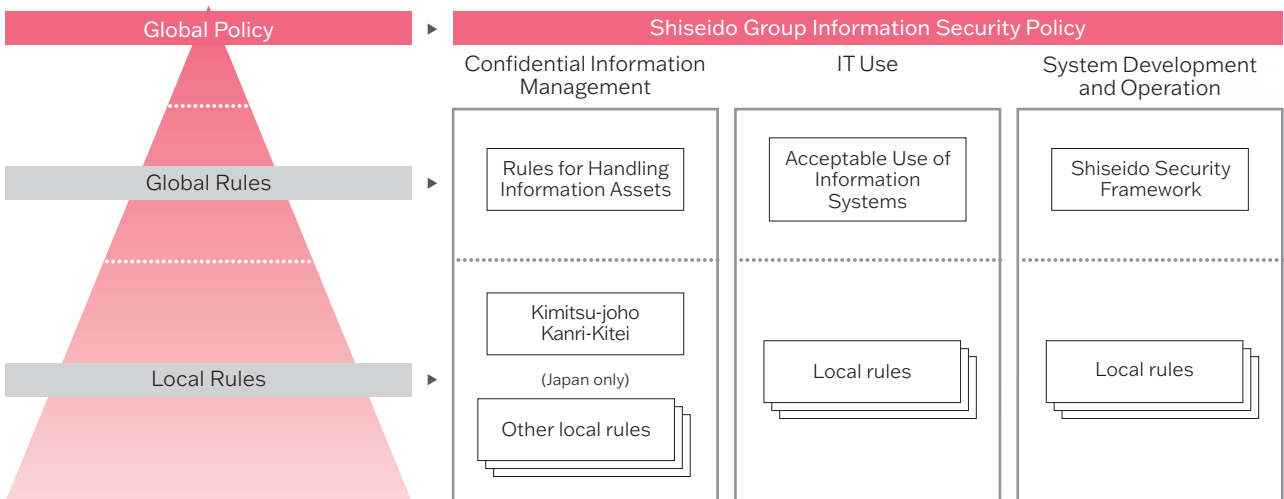 Global Policy
Shiseido Group Information Security Policy
Confidential Information
Management
IT Use
System Development
and Operation
Global Rules
Rules for Handling
Information Assets
Acceptable Use of
Information
Systems
Shiseido Security
Framework
Local Rules
Kimitsu-joho
Kanri-Kitei
(Japan only)
Other local rules
Local rules
Local rules